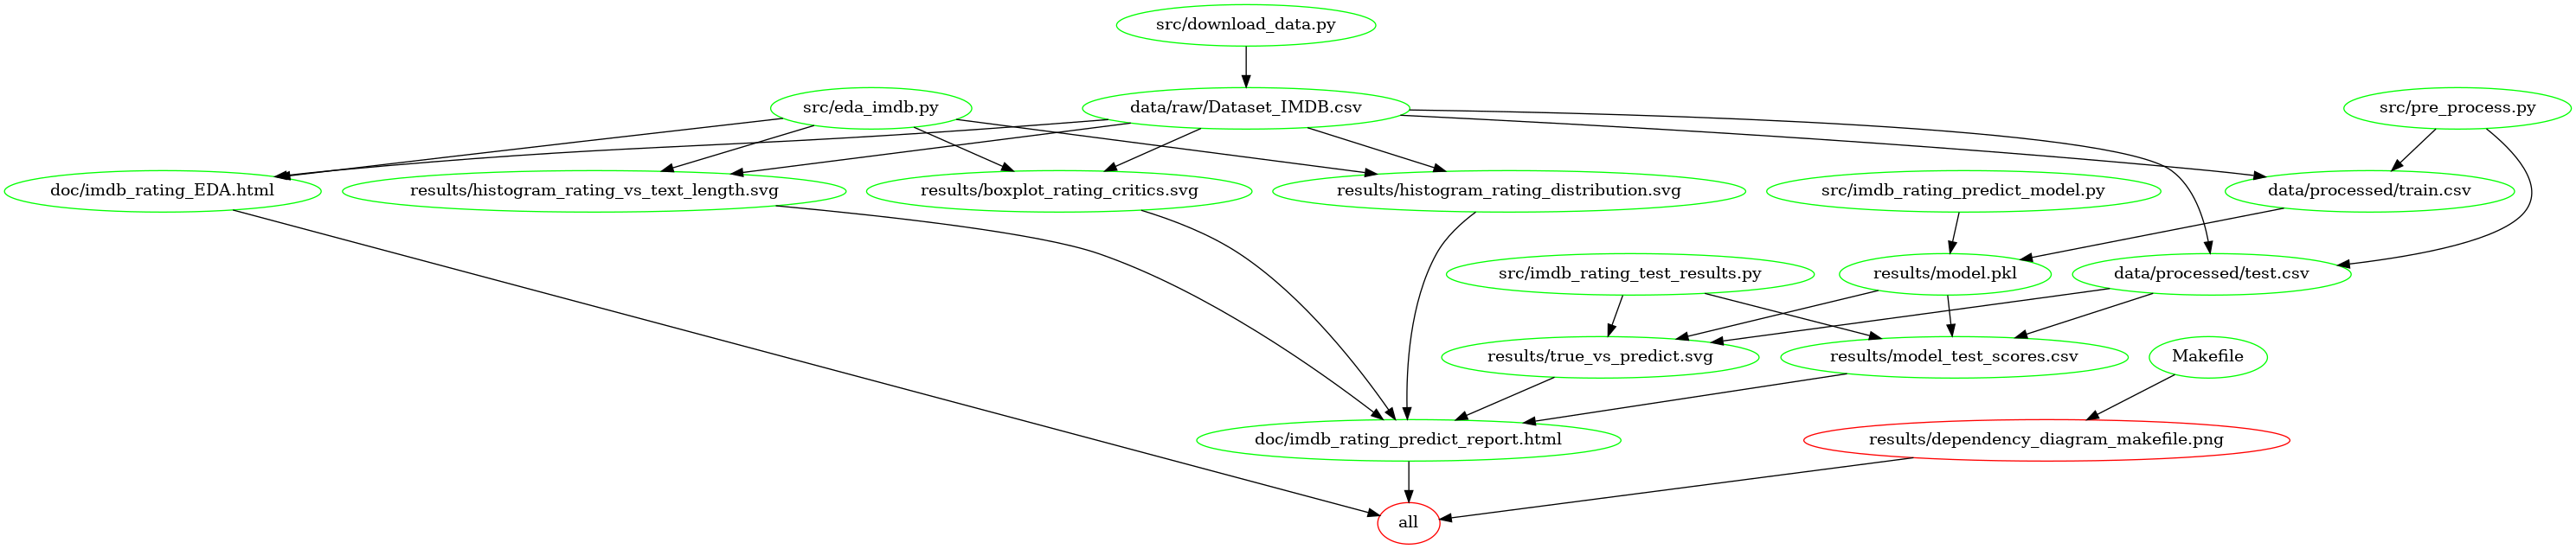 src/download_data.py
src/eda_imdb.py
data/raw/Dataset_IMDB.csv
src/pre_process.py
doc/imdb_rating_EDA.html
results/histogram_rating_vs_text_length.svg
results/boxplot_rating_critics.svg
results/histogram_rating_distribution.svg
src/imdb_rating_predict_model.py
data/processed/train.csv
src/imdb_rating_test_results.py
results/model.pkl
data/processed/test.csv
results/true_vs_predict.svg
results/model_test_scores.csv
Makefile
doc/imdb_rating_predict_report.html
results/dependency_diagram_makefile.png
all